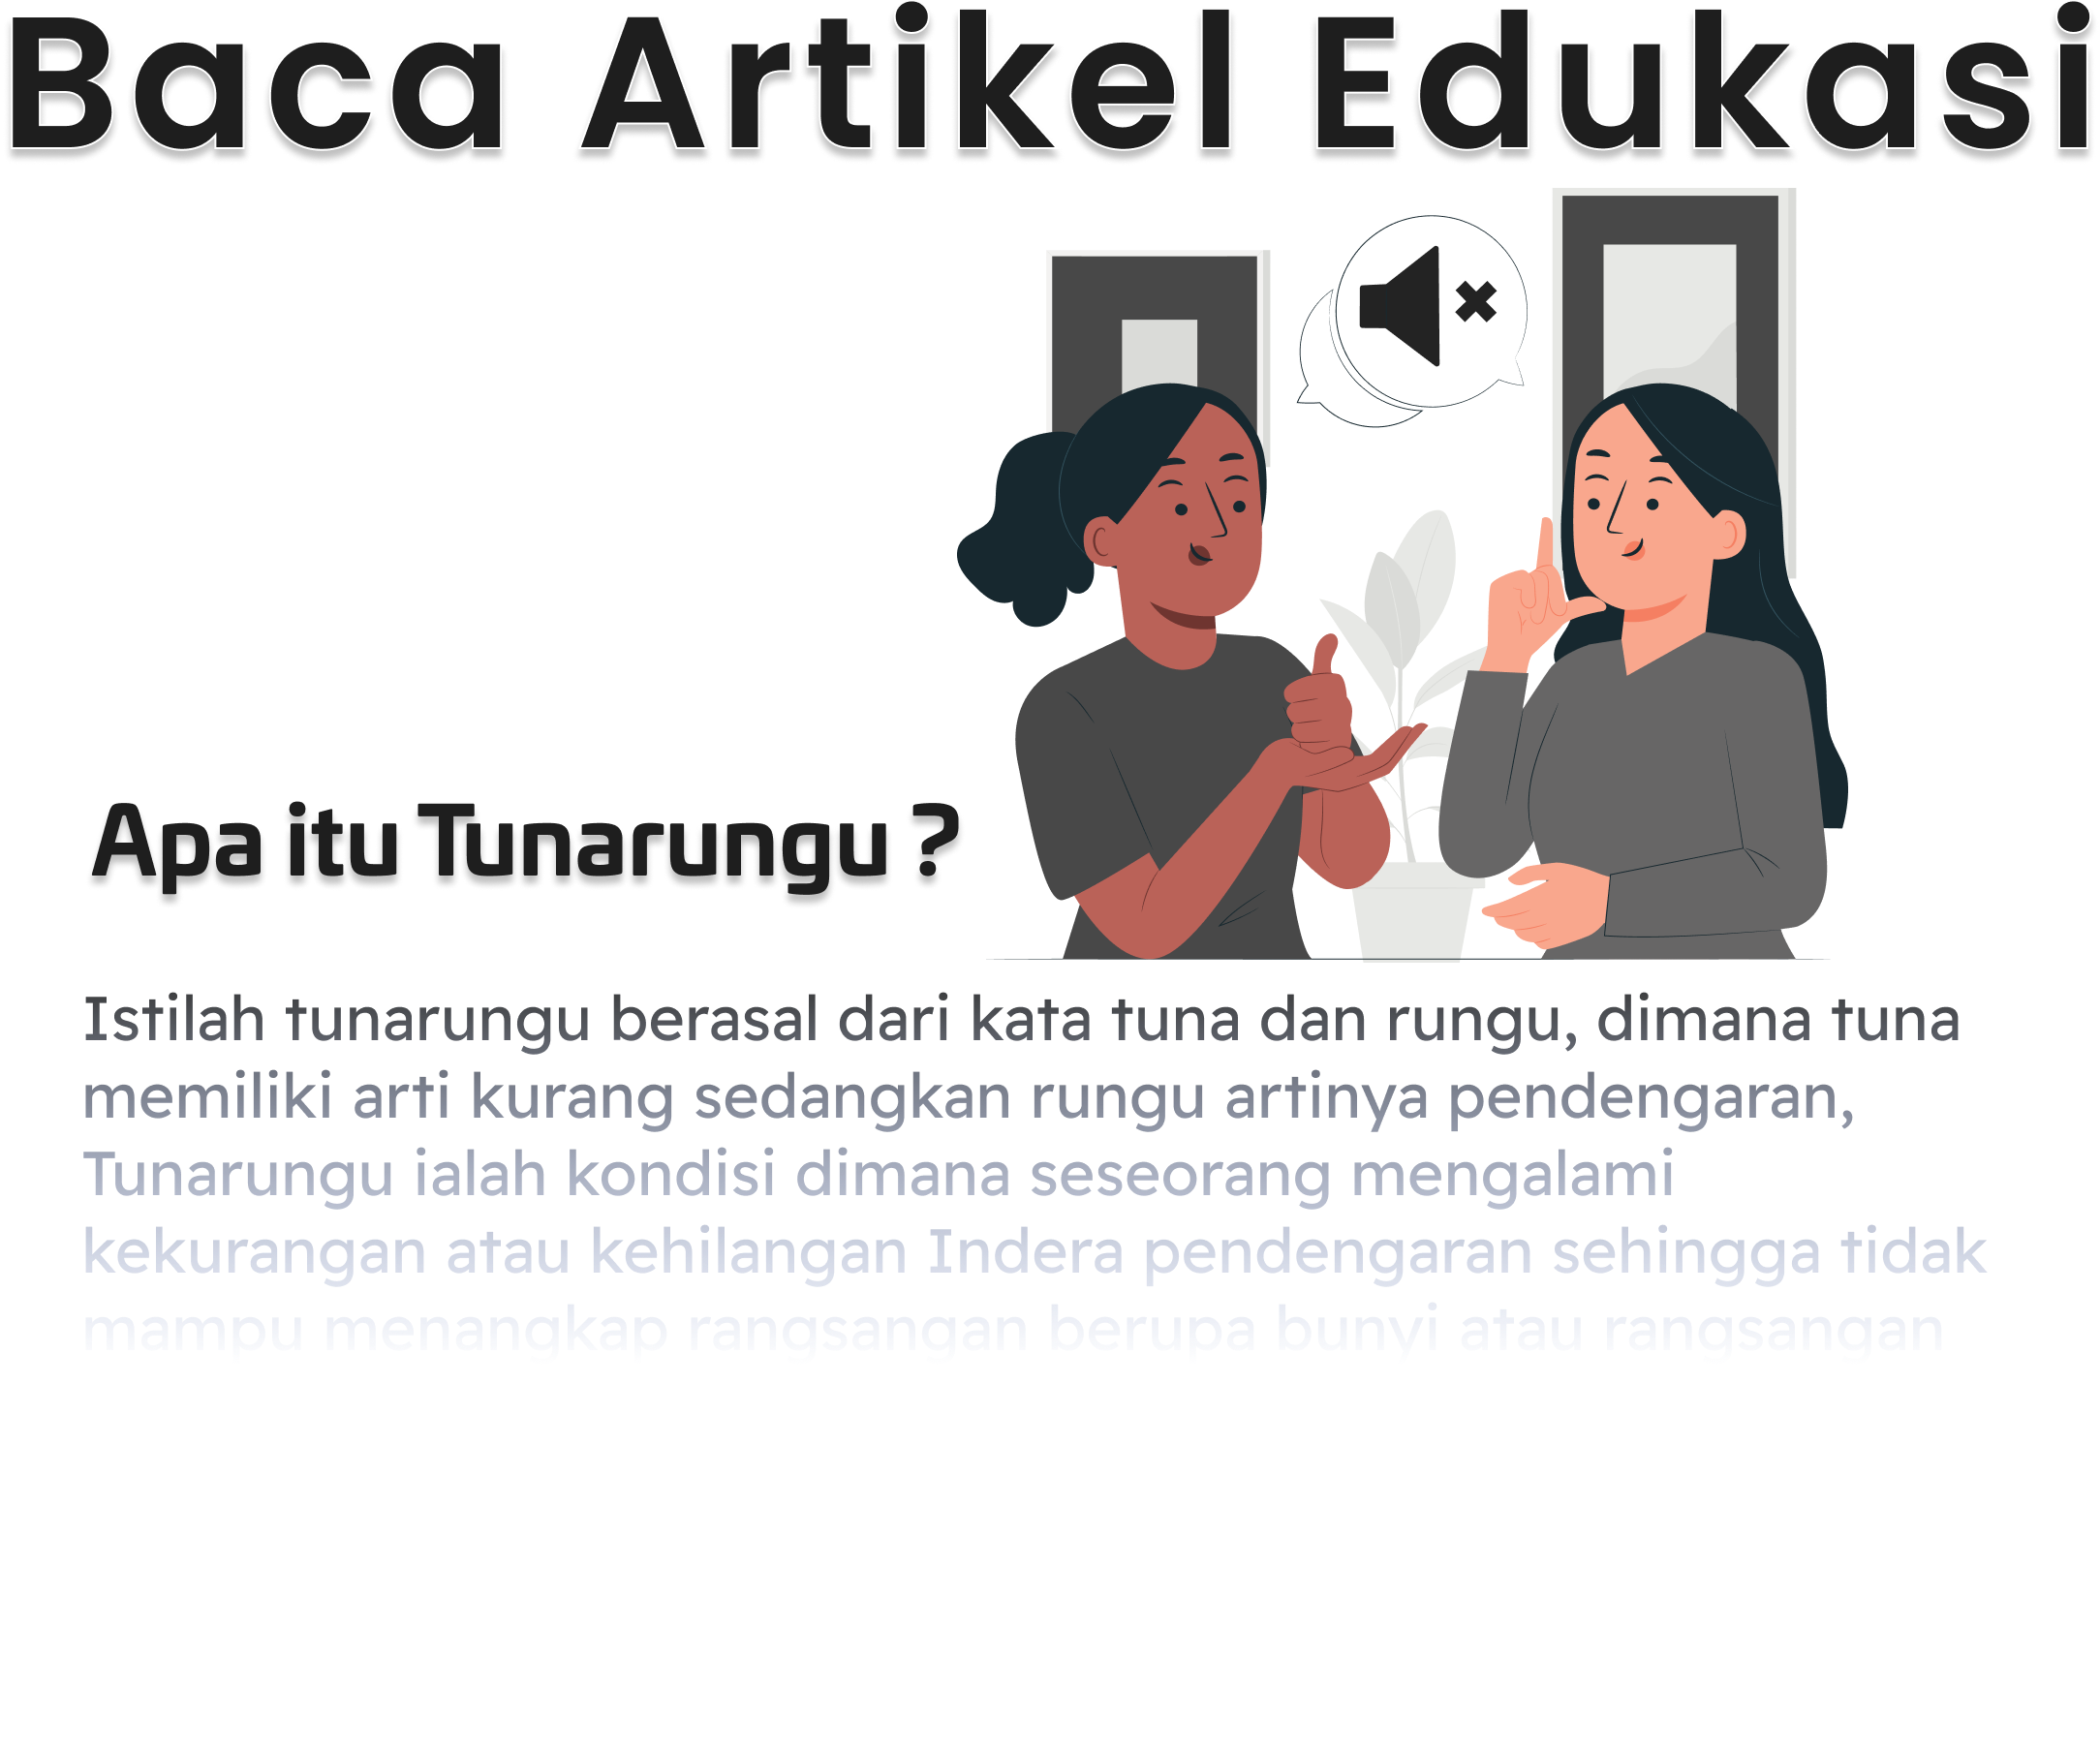 Baca Artikel Edukasi
Apa itu Tunarungu ?
Istilah tunarungu berasal dari kata tuna dan rungu, dimana tuna
memiliki arti kurang sedangkan rungu artinya pendengaran,
Tunarungu ialah kondisi dimana seseorang mengalami
kekurangan atau kehilangan Indera pendengaran sehingga tidak
mampu menangkap rangsangan berupa bunyi atau rangsangan